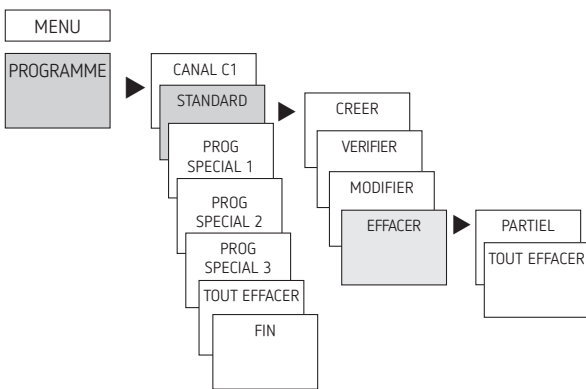 MENU
PROGRAMME
CANAL C1
STANDARD
PROG
SPECIAL 1
PROG
SPECIAL 2
PROG
SPECIAL 3
TOUT EFFACER
FIN
CREER
VERIFIER
MODIFIER
EFFACER
PARTIEL
TOUT EFFACER